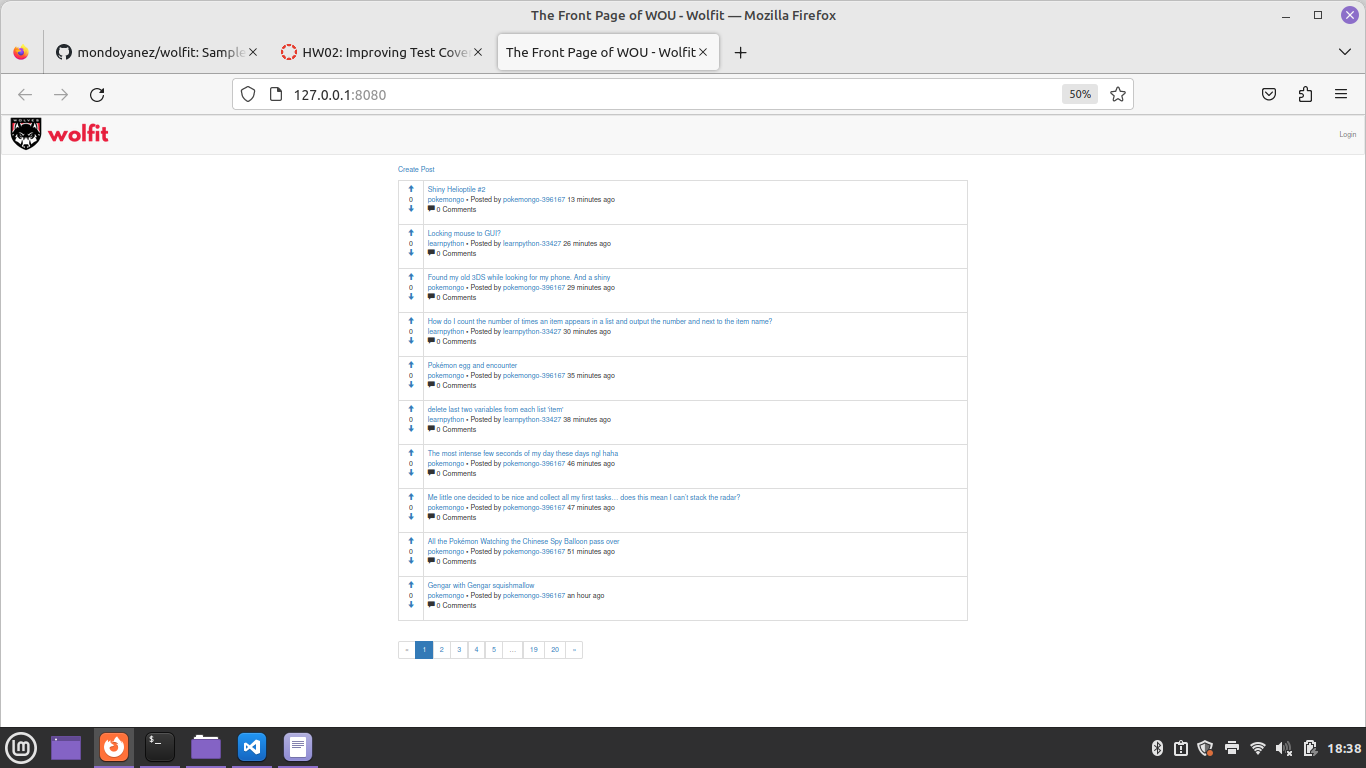 The Front Page of WOU - Wolfit — Mozilla Firefox
mondoyanez/wolfit: Sample
HW02: Improving Test Cove
The Front Page of WOU - Wolfit
127.0.0.1:8080
50%
WOLVES
wolfit
Login
Create Post
Shiny Helioptile #2
0 pokemongo • Posted by pokemongo-396167 13 minutes ago
0 Comments
Locking mouse to GUI?
0 learnpython • Posted by learnpython-33427 26 minutes ago
0 Comments
Found my old 3DS while looking for my phone. And a shiny
0 pokemongo • Posted by pokemongo-396167 29 minutes ago
0 Comments
How do I count the number of times an item appears in a list and output the number and next to the item name?
0 learnpython • Posted by learnpython-33427 30 minutes ago
0 Comments
Pokémon egg and encounter
0 pokemongo • Posted by pokemongo-396167 35 minutes ago
0 Comments
delete last two variables from each list 'item'
0 learnpython • Posted by learnpython-33427 38 minutes ago
0 Comments
The most intense few seconds of my day these days ngl haha
0 pokemongo • Posted by pokemongo-396167 46 minutes ago
0 Comments
Me little one decided to be nice and collect all my first tasks… does this mean I can't stack the radar?
0 pokemongo • Posted by pokemongo-396167 47 minutes ago
0 Comments
All the Pokémon Watching the Chinese Spy Balloon pass over
0 pokemongo • Posted by pokemongo-396167 51 minutes ago
0 Comments
Gengar with Gengar squishmallow
0 pokemongo • Posted by pokemongo-396167 an hour ago
0 Comments
« 1 2 3 4 5 … 19 20 »
18:38